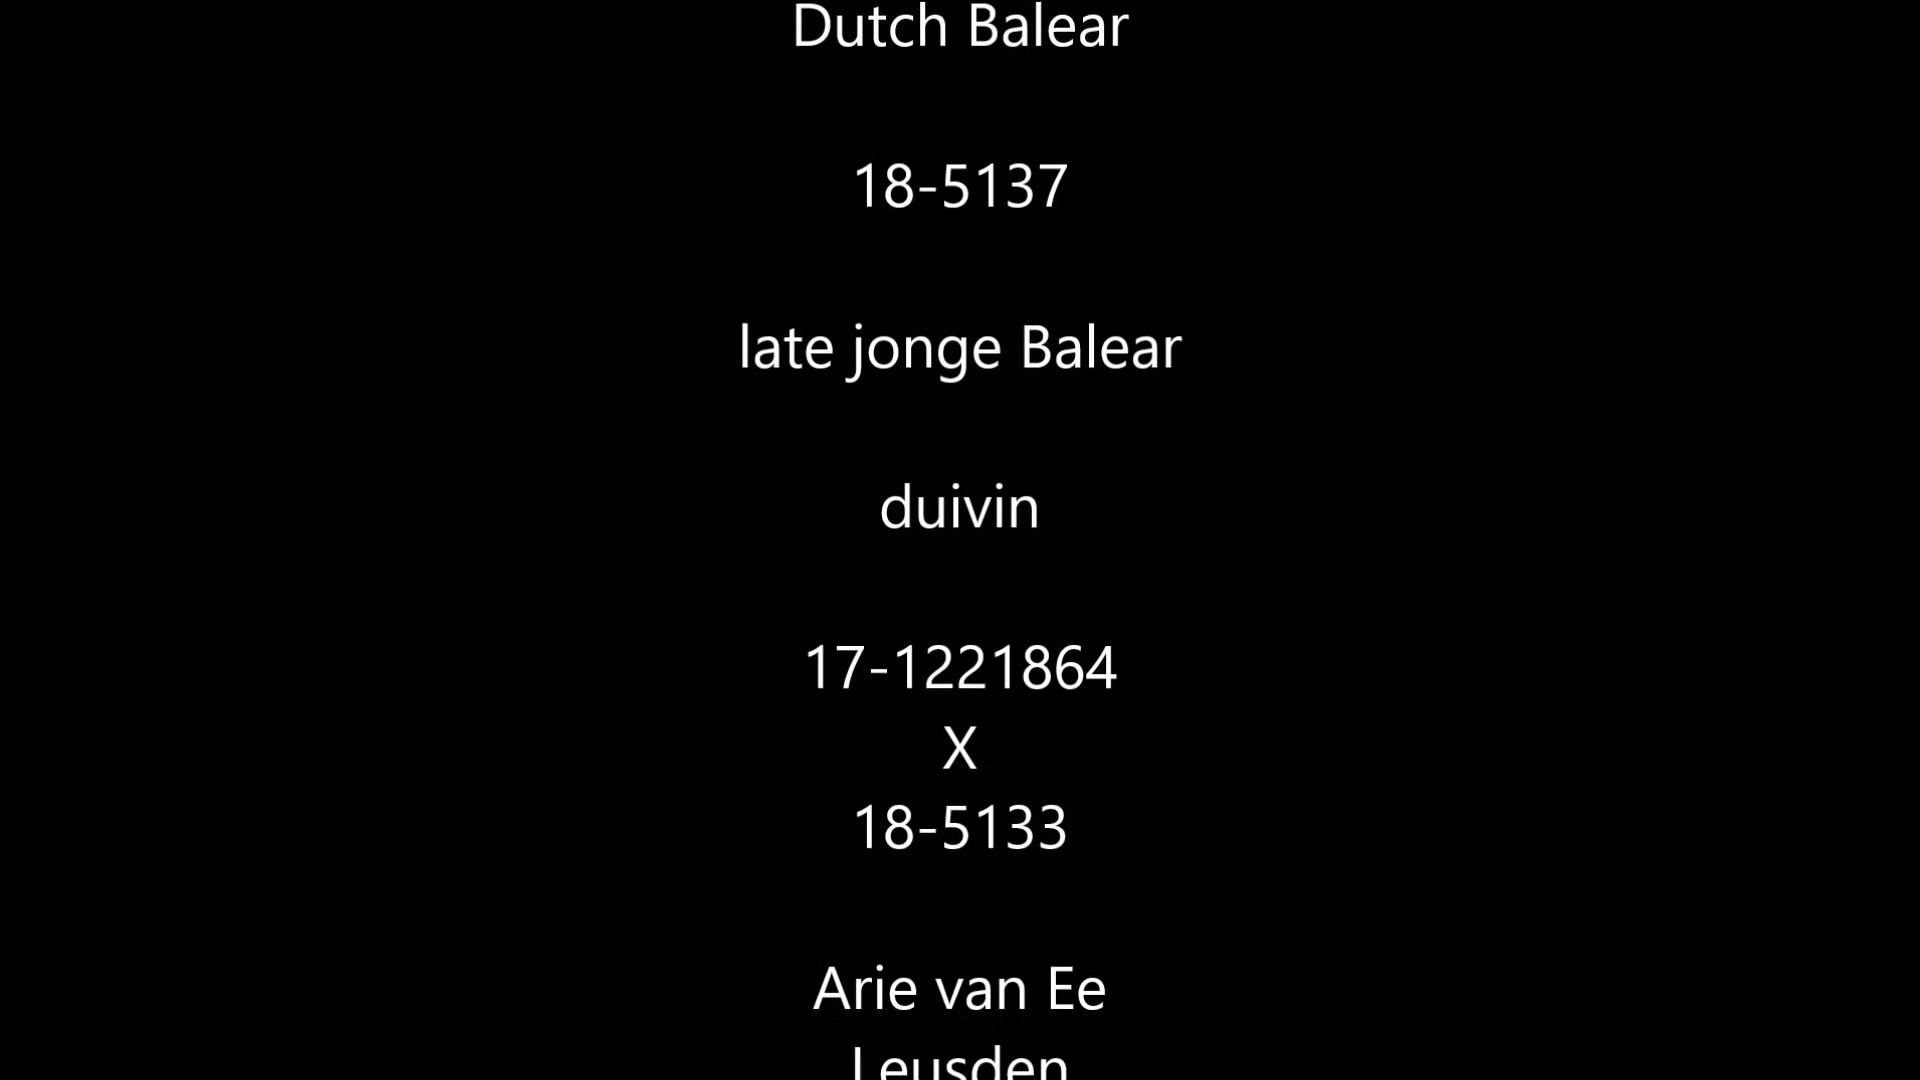 Dutch Balear
18-5137
late jonge Balear
duivin
17-1221864
X
18-5133
Arie van Ee
Leusden